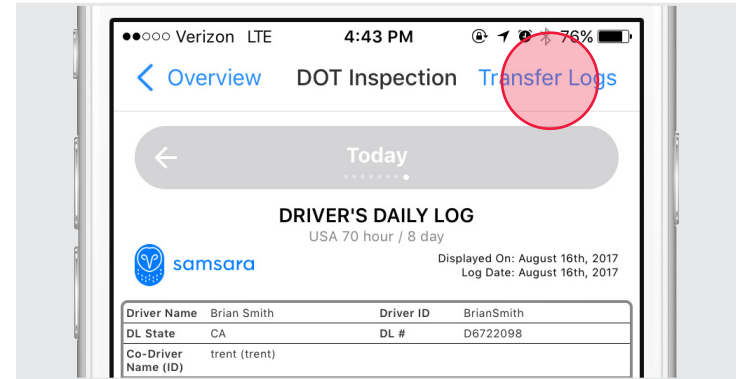 Verizon LTE 4:43 PM 76%
Overview DOT Inspection Transfer Logs
Today
DRIVER'S DAILY LOG
USA 70 hour / 8 day
samsara
Displayed On: August 16th, 2017
Log Date: August 16th, 2017
Driver Name Brian Smith Driver ID BrianSmith
DL State CA DL # D6722098
Co-Driver Name (ID) trent (trent)